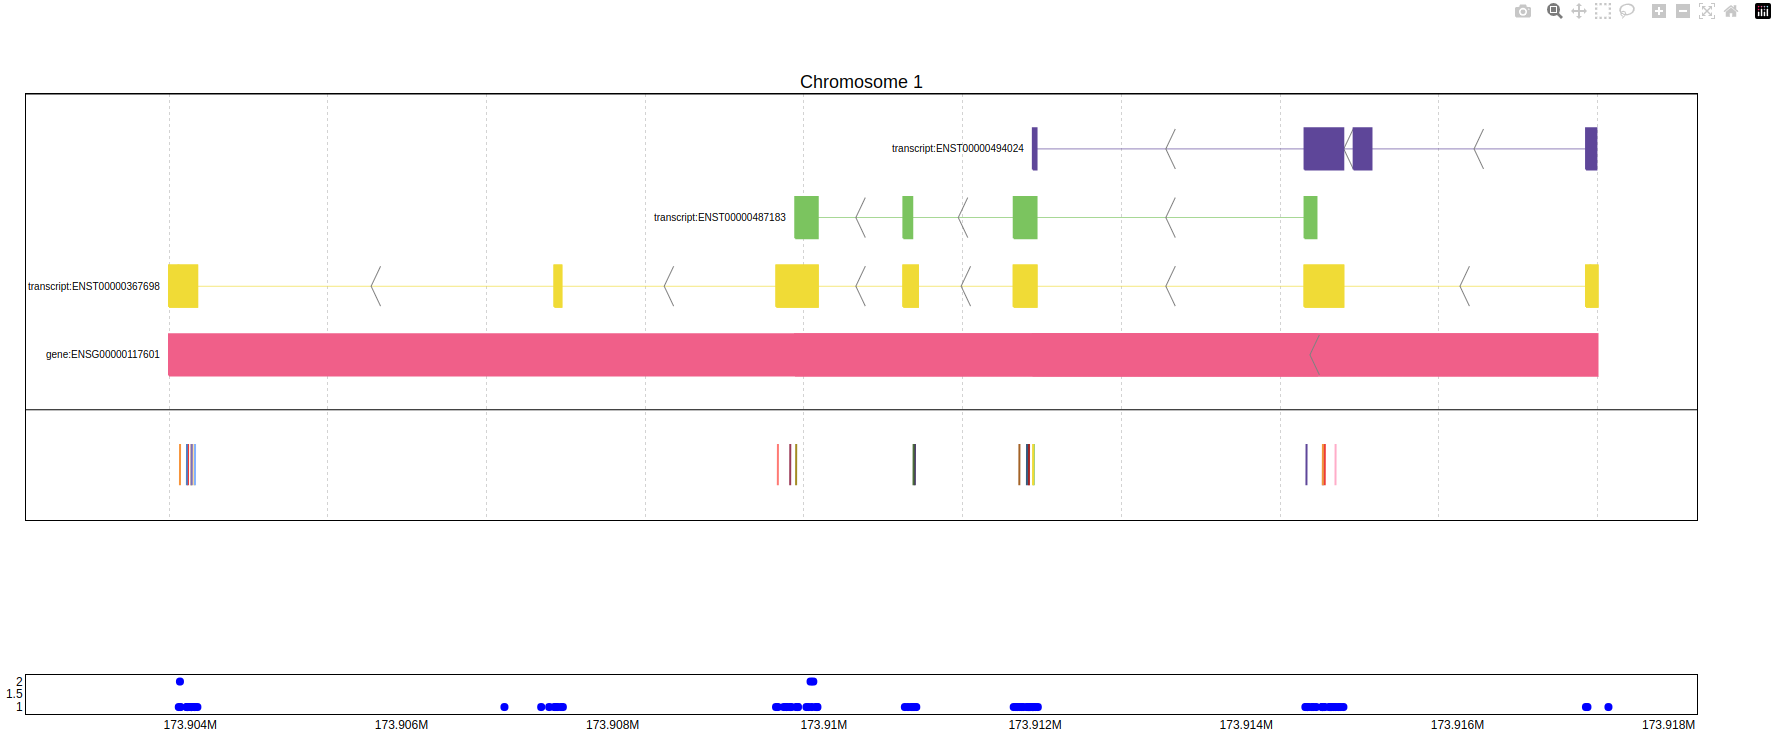 Chromosome 1
transcript:ENST00000494024
transcript:ENST00000487183
transcript:ENST00000367698
gene:ENSG00000117601
2
1.5
1
173.904M 173.906M 173.908M 173.91M 173.912M 173.914M 173.916M 173.918M